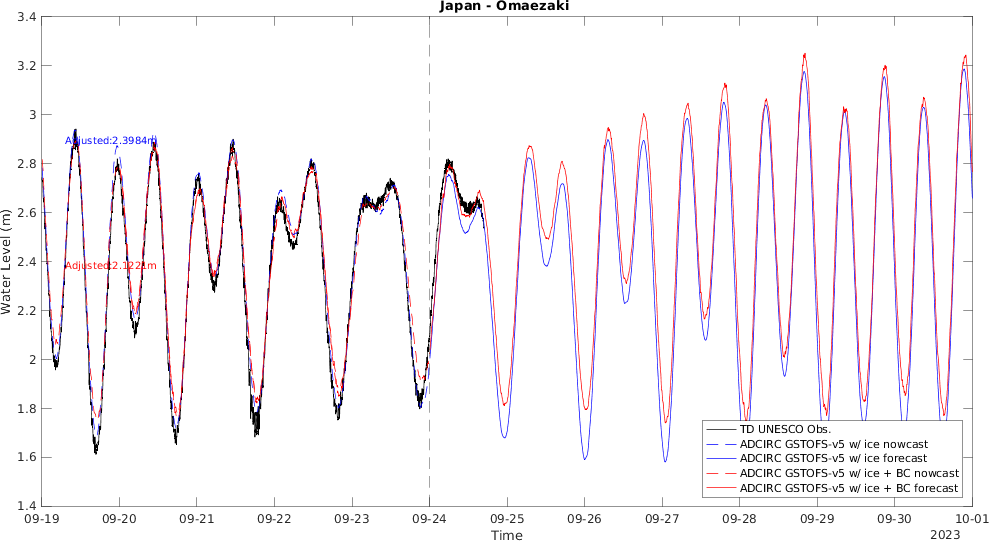 Japan - Omaezaki
3.4
3.2
3
2.8
2.6
2.4
2.2
2
1.8
1.6
1.4
Water Level (m)
Adjusted:2.3984m
Adjusted:2.1221m
TD UNESCO Obs.
ADCIRC GSTOFS-v5 w/ ice nowcast
ADCIRC GSTOFS-v5 w/ ice forecast
ADCIRC GSTOFS-v5 w/ ice + BC nowcast
ADCIRC GSTOFS-v5 w/ ice + BC forecast
09-19 09-20 09-21 09-22 09-23 09-24 09-25 09-26 09-27 09-28 09-29 09-30 10-01
Time
2023